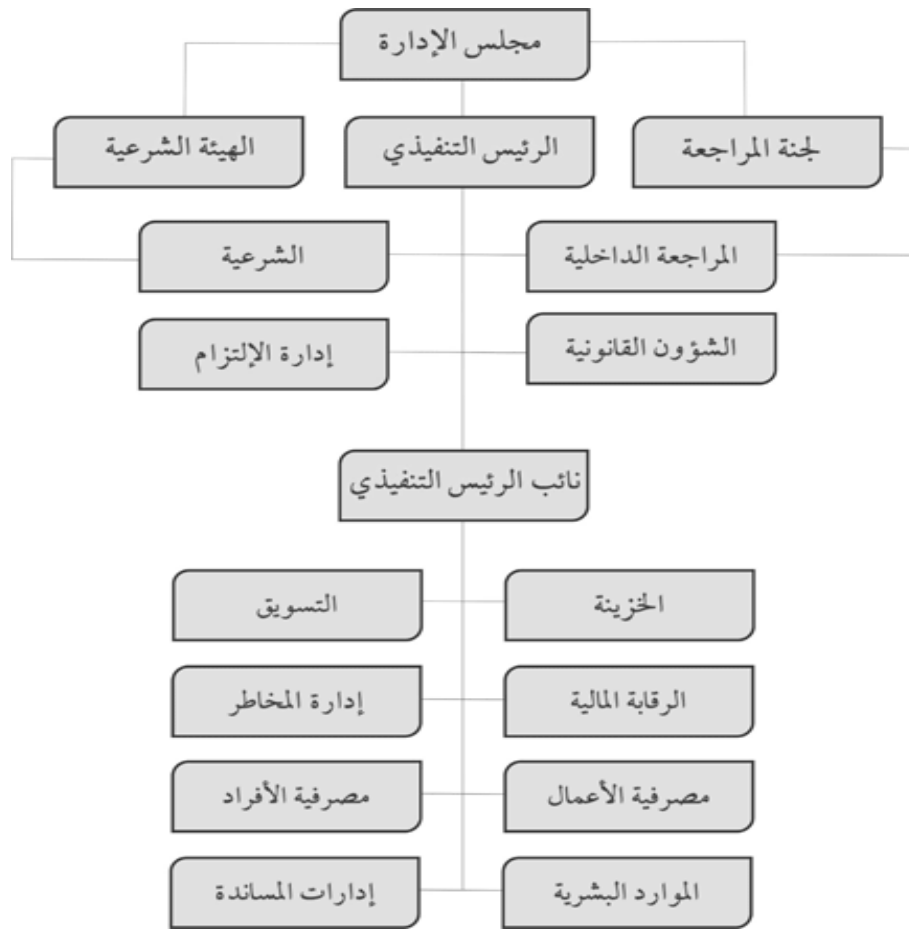 مجلس الإدارة
لجنة المراجعة
الرئيس التنفيذي
الهيئة الشرعية
المراجعة الداخلية
الشرعية
الشؤون القانونية
إدارة الإلتزام
نائب الرئيس التنفيذي
الخزينة
التسويق
الرقابة المالية
إدارة المخاطر
مصرفية الأعمال
مصرفية الأفراد
الموارد البشرية
إدارات المساندة